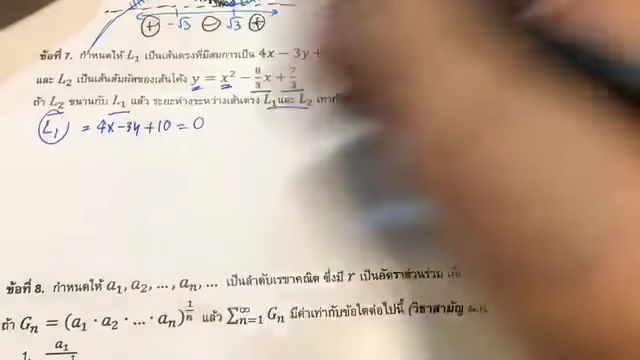 + -√3 − √3 +
ข้อที่ 7. กำหนดให้ L₁ เป็นเส้นตรงที่มีสมการเป็น 4x − 3y +
และ L₂ เป็นเส้นสัมผัสของเส้นโค้ง y = x² − 8/3 x + 7/3
ถ้า L₂ ขนานกับ L₁ แล้ว ระยะห่างระหว่างเส้นตรง L₁ และ L₂
L₁ = 4x−3y+10 = 0
ข้อที่ 8. กำหนดให้ a₁, a₂, ..., aₙ, ... เป็นลำดับเรขาคณิต ซึ่งมี r เป็นอัตราส่วนร่วม
ถ้า Gₙ = (a₁ · a₂ · ... · aₙ)^(1/n) แล้ว ∑_{n=1}^{∞} Gₙ มีค่าเท่ากับข้อใดต่อไปนี้ (วิชาสามัญ
1. a₁